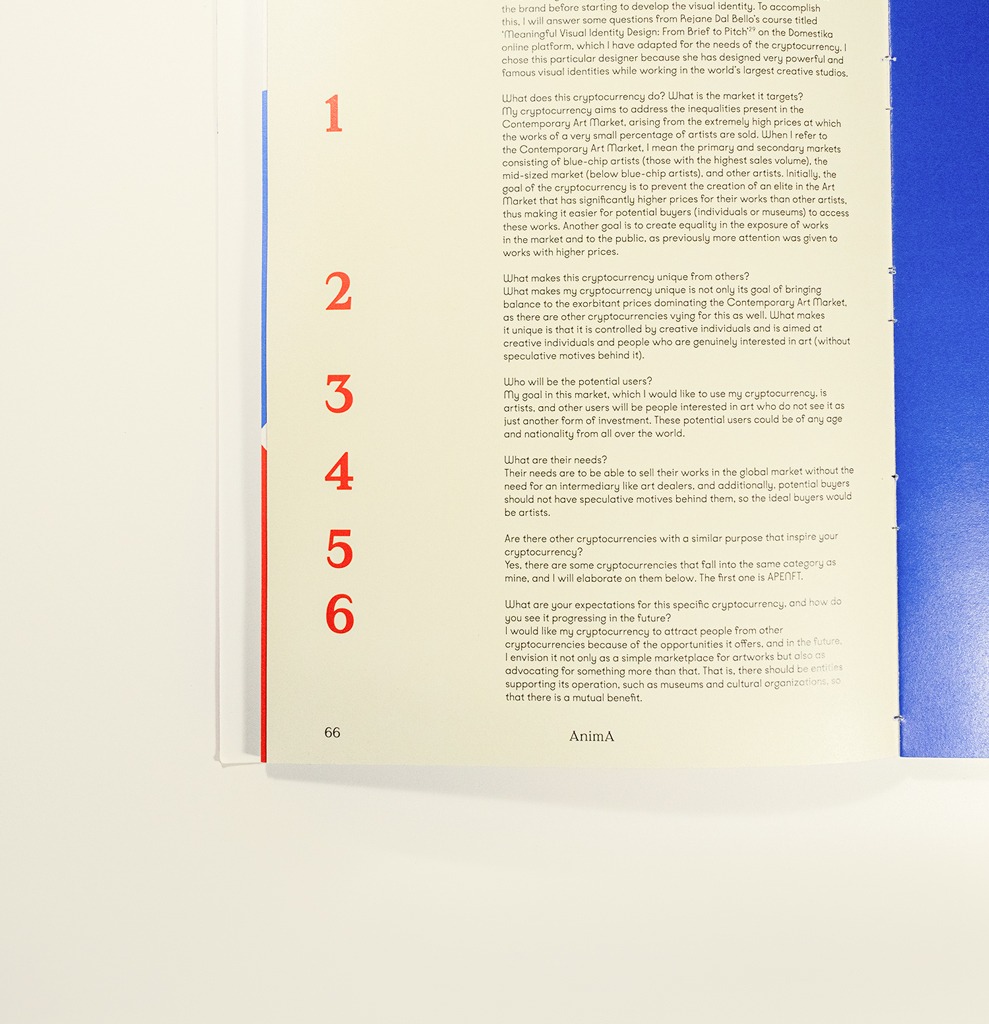 the brand before starting to develop the visual identity. To accomplish
this, I will answer some questions from Rejane Dal Bello's course titled
'Meaningful Visual Identity Design: From Brief to Pitch'²⁹ on the Domestika
online platform, which I have adapted for the needs of the cryptocurrency. I
chose this particular designer because she has designed very powerful and
famous visual identities while working in the world's largest creative studios.
1
What does this cryptocurrency do? What is the market it targets?
My cryptocurrency aims to address the inequalities present in the
Contemporary Art Market, arising from the extremely high prices at which
the works of a very small percentage of artists are sold. When I refer to
the Contemporary Art Market, I mean the primary and secondary markets
consisting of blue-chip artists (those with the highest sales volume), the
mid-sized market (below blue-chip artists), and other artists. Initially, the
goal of the cryptocurrency is to prevent the creation of an elite in the Art
Market that has significantly higher prices for their works than other artists,
thus making it easier for potential buyers (individuals or museums) to access
these works. Another goal is to create equality in the exposure of works
in the market and to the public, as previously more attention was given to
works with higher prices.
2
What makes this cryptocurrency unique from others?
What makes my cryptocurrency unique is not only its goal of bringing
balance to the exorbitant prices dominating the Contemporary Art Market,
as there are other cryptocurrencies vying for this as well. What makes
it unique is that it is controlled by creative individuals and is aimed at
creative individuals and people who are genuinely interested in art (without
speculative motives behind it).
3
Who will be the potential users?
My goal in this market, which I would like to use my cryptocurrency, is
artists, and other users will be people interested in art who do not see it as
just another form of investment. These potential users could be of any age
and nationality from all over the world.
4
What are their needs?
Their needs are to be able to sell their works in the global market without the
need for an intermediary like art dealers, and additionally, potential buyers
should not have speculative motives behind them, so the ideal buyers would
be artists.
5
Are there other cryptocurrencies with a similar purpose that inspire your
cryptocurrency?
Yes, there are some cryptocurrencies that fall into the same category as
mine, and I will elaborate on them below. The first one is APENFT.
6
What are your expectations for this specific cryptocurrency, and how do
you see it progressing in the future?
I would like my cryptocurrency to attract people from other
cryptocurrencies because of the opportunities it offers, and in the future,
I envision it not only as a simple marketplace for artworks but also as
advocating for something more than that. That is, there should be entities
supporting its operation, such as museums and cultural organizations, so
that there is a mutual benefit.
66
AnimA